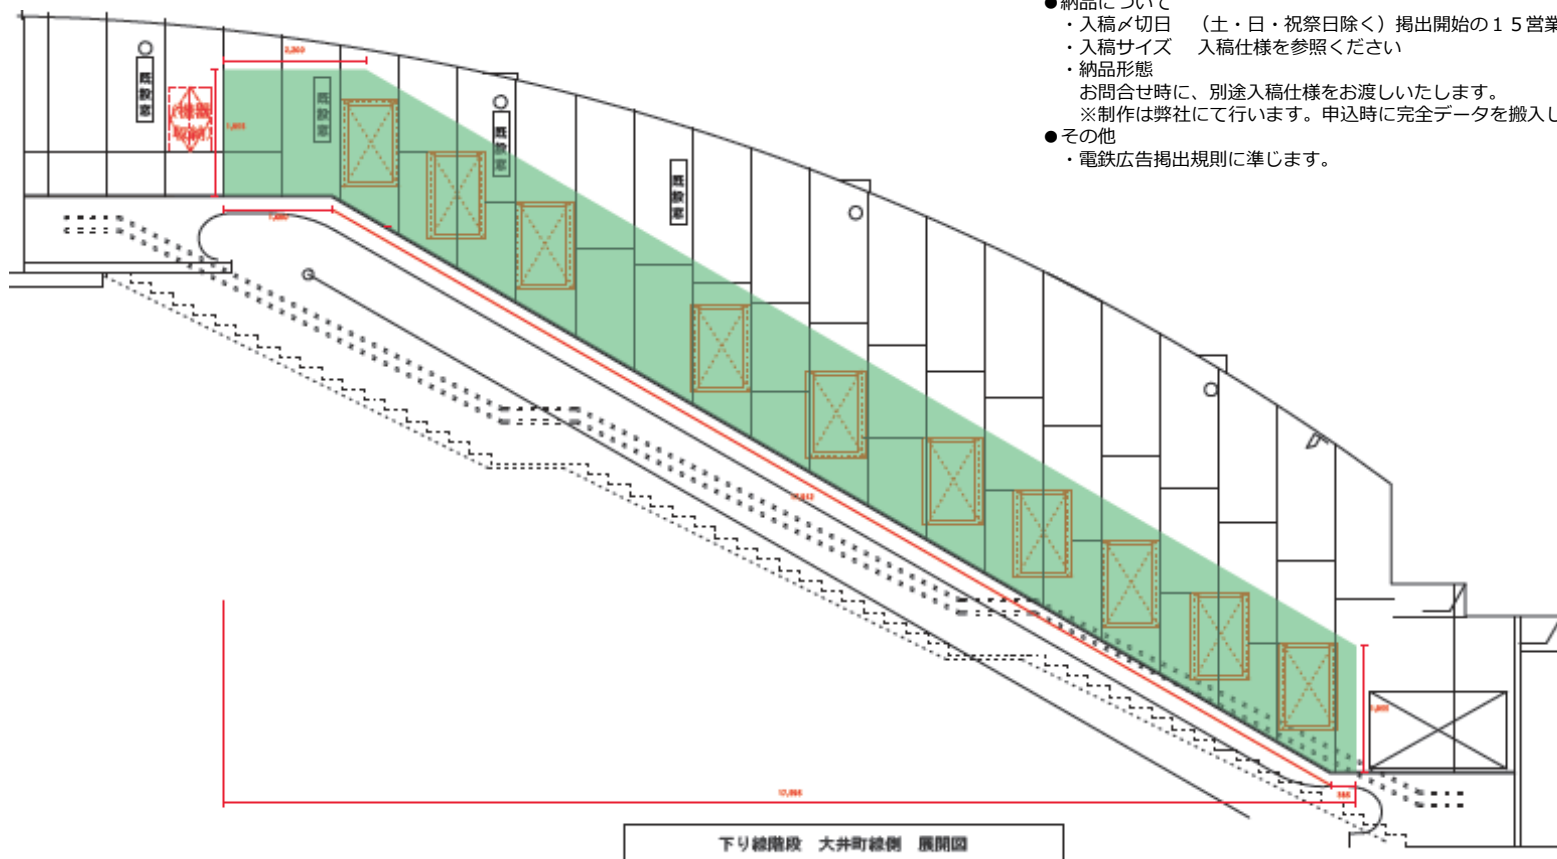 ●納品について
・入稿〆切日 （土・日・祝祭日除く）掲出開始の１５営業
・入稿サイズ 入稿仕様を参照ください
・納品形態
お問合せ時に、別途入稿仕様をお渡しいたします。
※制作は弊社にて行います。申込時に完全データを搬入し
●その他
・電鉄広告掲出規則に準じます。
既設窓
既設窓
既設窓
既設窓
下り線階段 大井町線側 展開図